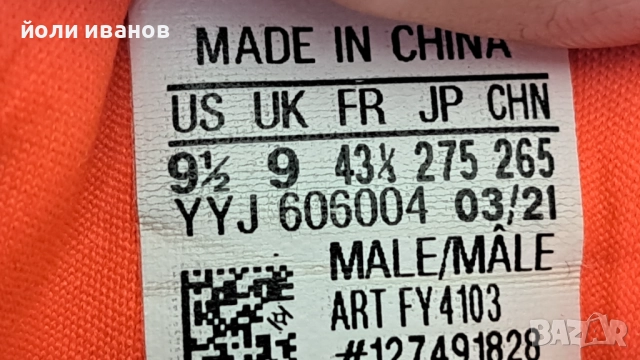 йоли иванов
MADE IN CHINA
US UK FR JP CHN
9½ 9 43⅓ 275 265
YYJ 606004 03/21
MALE/MÂLE
ART FY4103
#127491828
BAZAR